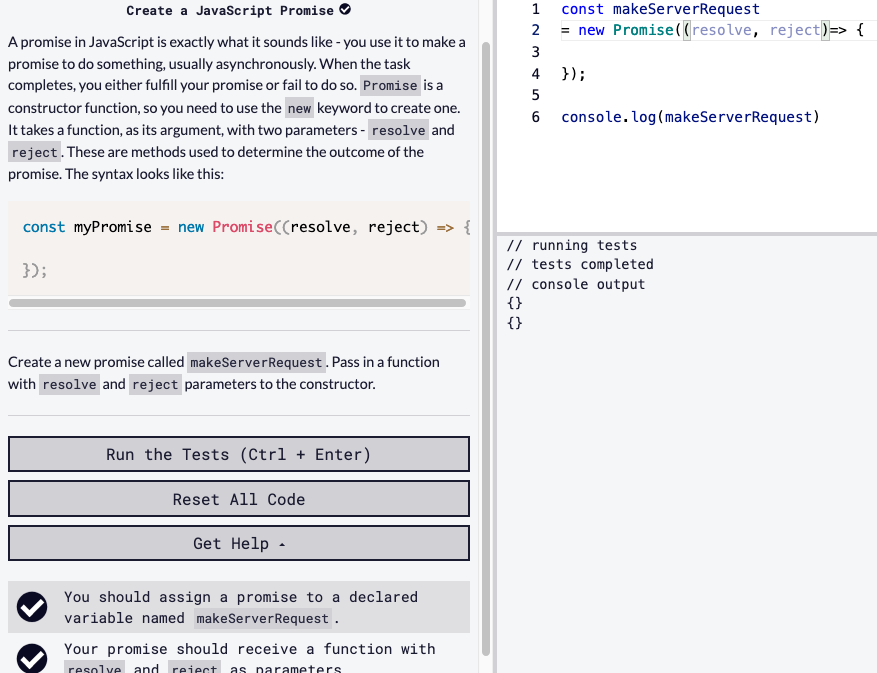 Create a JavaScript Promise
A promise in JavaScript is exactly what it sounds like - you use it to make a
promise to do something, usually asynchronously. When the task
completes, you either fulfill your promise or fail to do so. Promise is a
constructor function, so you need to use the new keyword to create one.
It takes a function, as its argument, with two parameters - resolve and
reject. These are methods used to determine the outcome of the
promise. The syntax looks like this:
const myPromise = new Promise((resolve, reject) => {
});
Create a new promise called makeServerRequest. Pass in a function
with resolve and reject parameters to the constructor.
Run the Tests (Ctrl + Enter)
Reset All Code
Get Help
You should assign a promise to a declared
variable named makeServerRequest.
Your promise should receive a function with
resolve and reject as parameters
1 const makeServerRequest
2 = new Promise((resolve, reject)=> {
3
4 });
5
6 console.log(makeServerRequest)
// running tests
// tests completed
// console output
{}
{}